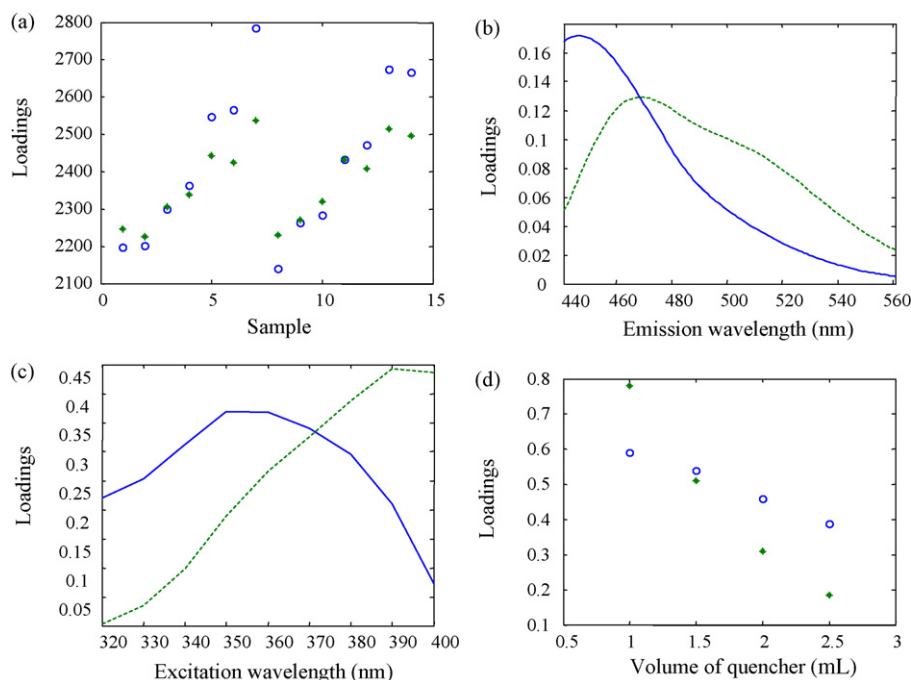 (a)
2800
2700
2600
2500
2400
2300
2200
2100
Loadings
0 5 10 15
Sample
(b)
0.16
0.14
0.12
0.1
0.08
0.06
0.04
0.02
0
Loadings
440 460 480 500 520 540 560
Emission wavelength (nm)
(c)
0.45
0.4
0.35
0.3
0.25
0.2
0.15
0.1
0.05
Loadings
320 330 340 350 360 370 380 390 400
Excitation wavelength (nm)
(d)
0.8
0.7
0.6
0.5
0.4
0.3
0.2
0.1
Loadings
0.5 1 1.5 2 2.5 3
Volume of quencher (mL)